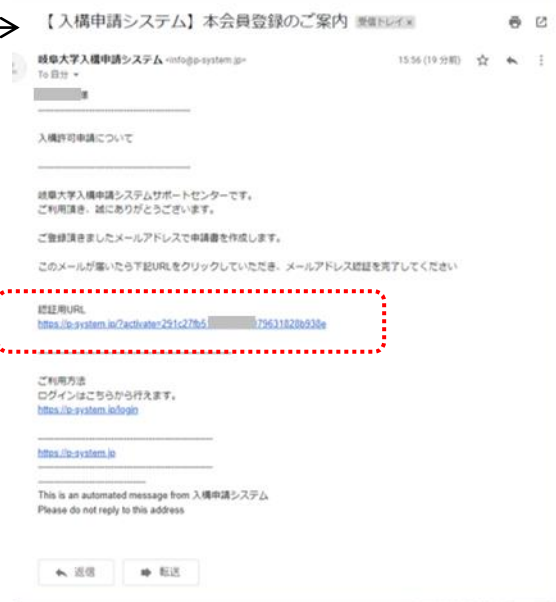 【入構申請システム】本会員登録のご案内 受信トレイ×
岐阜大学入構申請システム <info@p-system.jp> 15:56 (19 分前)
To 自分
様
入構許可申請について
岐阜大学入構申請システムサポートセンターです。
ご利用頂き、誠にありがとうございます。
ご登録頂きましたメールアドレスで申請書を作成します。
このメールが届いたら下記URLをクリックしていただき、メールアドレス認証を完了してください
認証用URL
https://p-system.jp/?activate=291c27fb5 79631828b938e
ご利用方法
ログインはこちらから行えます。
https://p-system.jp/login
https://p-system.jp
This is an automated message from 入構申請システム
Please do not reply to this address
返信 転送